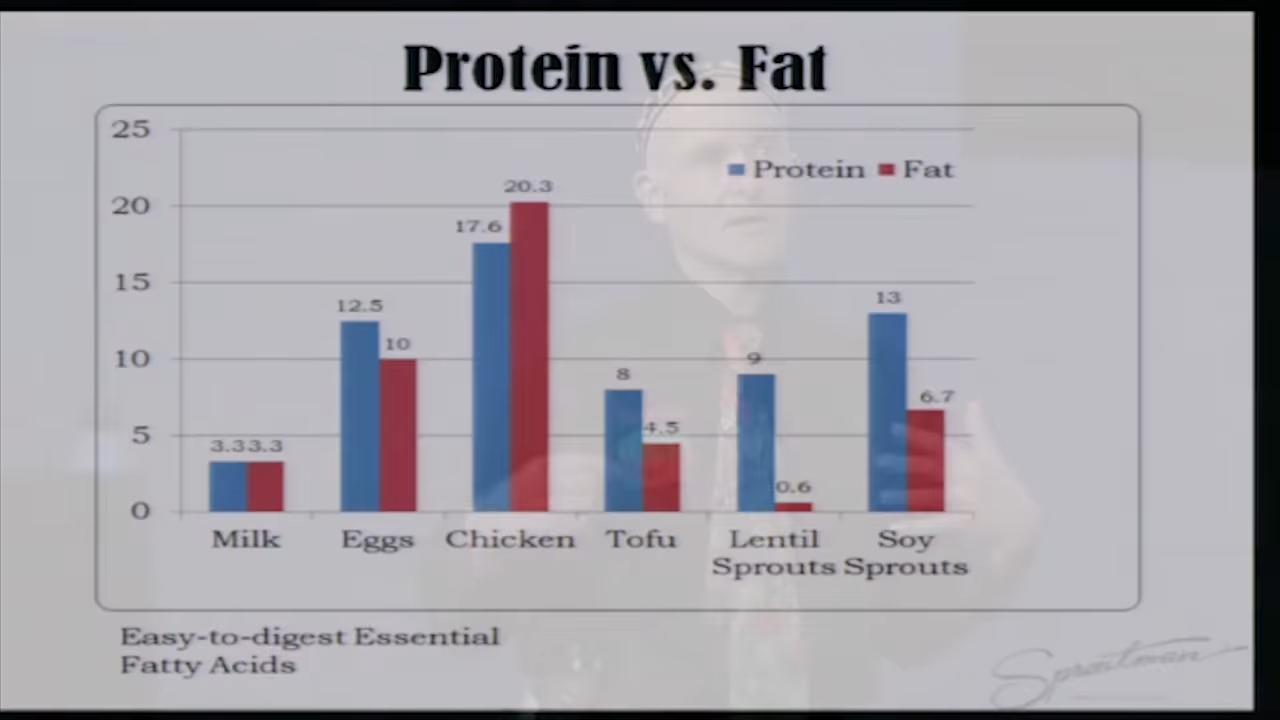 Protein vs. Fat
25
Protein Fat
20.3
20
17.6
15
13
12.5
10
10
9
8
6.7
4.5
5
3.3 3.3
0.6
0
Milk Eggs Chicken Tofu Lentil Sprouts Soy Sprouts
Easy-to-digest Essential
Fatty Acids
Sproutman